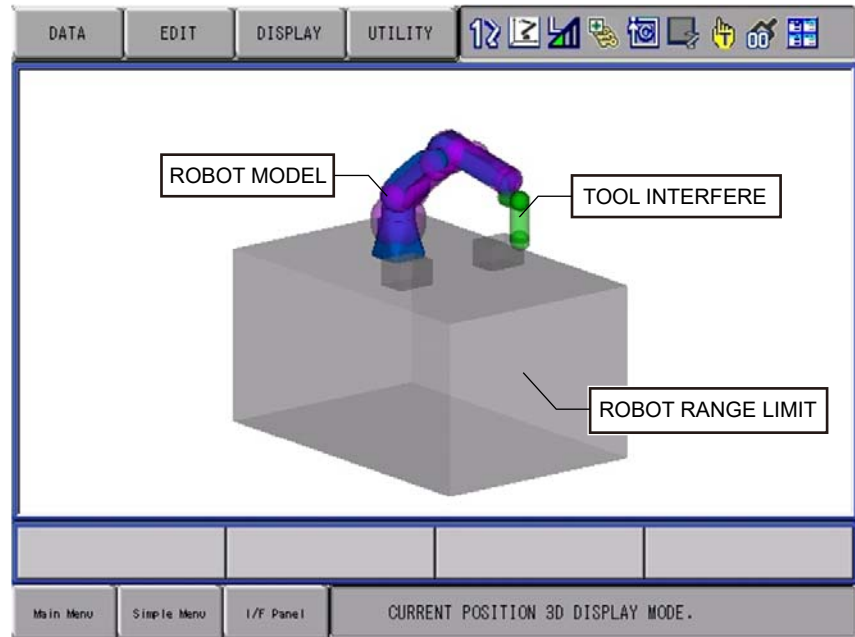 DATA EDIT DISPLAY UTILITY
ROBOT MODEL
TOOL INTERFERE
ROBOT RANGE LIMIT
Main Menu Simple Menu I/F Panel CURRENT POSITION 3D DISPLAY MODE.